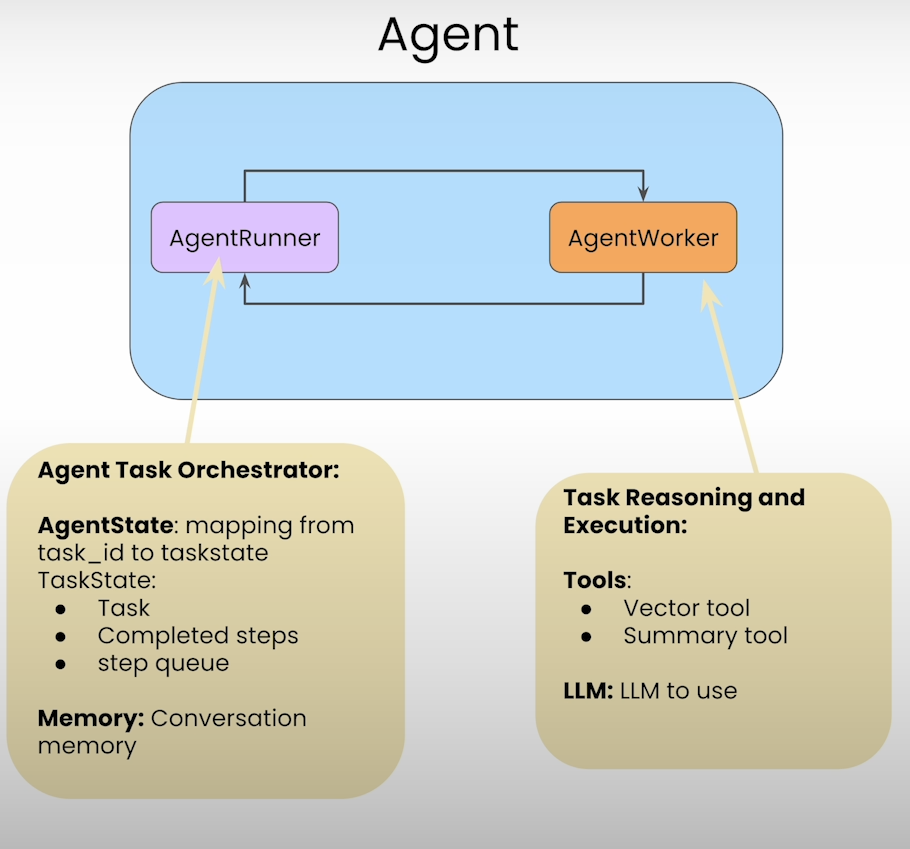 Agent
AgentRunner
AgentWorker
Agent Task Orchestrator:
AgentState: mapping from
task_id to taskstate
TaskState:
● Task
● Completed steps
● step queue
Memory: Conversation
memory
Task Reasoning and
Execution:
Tools:
● Vector tool
● Summary tool
LLM: LLM to use